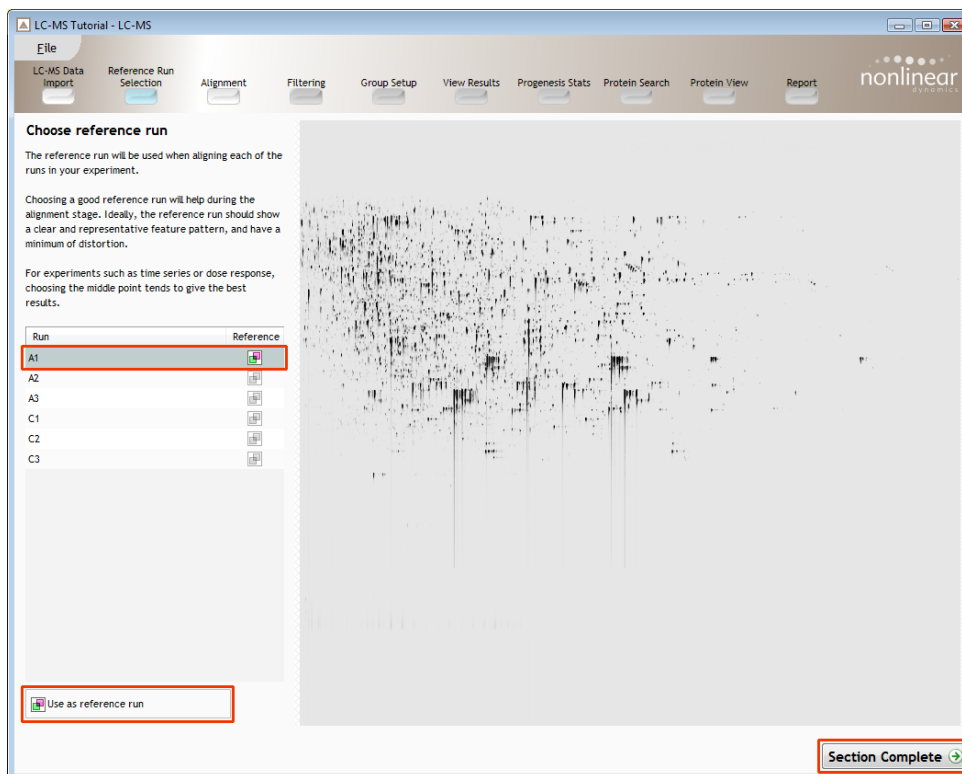 LC-MS Tutorial - LC-MS
File
LC-MS Data Import
Reference Run Selection
Alignment
Filtering
Group Setup
View Results
Progenesis Stats
Protein Search
Protein View
Report
nonlinear
dynamics
Choose reference run
The reference run will be used when aligning each of the
runs in your experiment.
Choosing a good reference run will help during the
alignment stage. Ideally, the reference run should show
a clear and representative feature pattern, and have a
minimum of distortion.
For experiments such as time series or dose response,
choosing the middle point tends to give the best
results.
Run Reference
A1
A2
A3
C1
C2
C3
Use as reference run
Section Complete